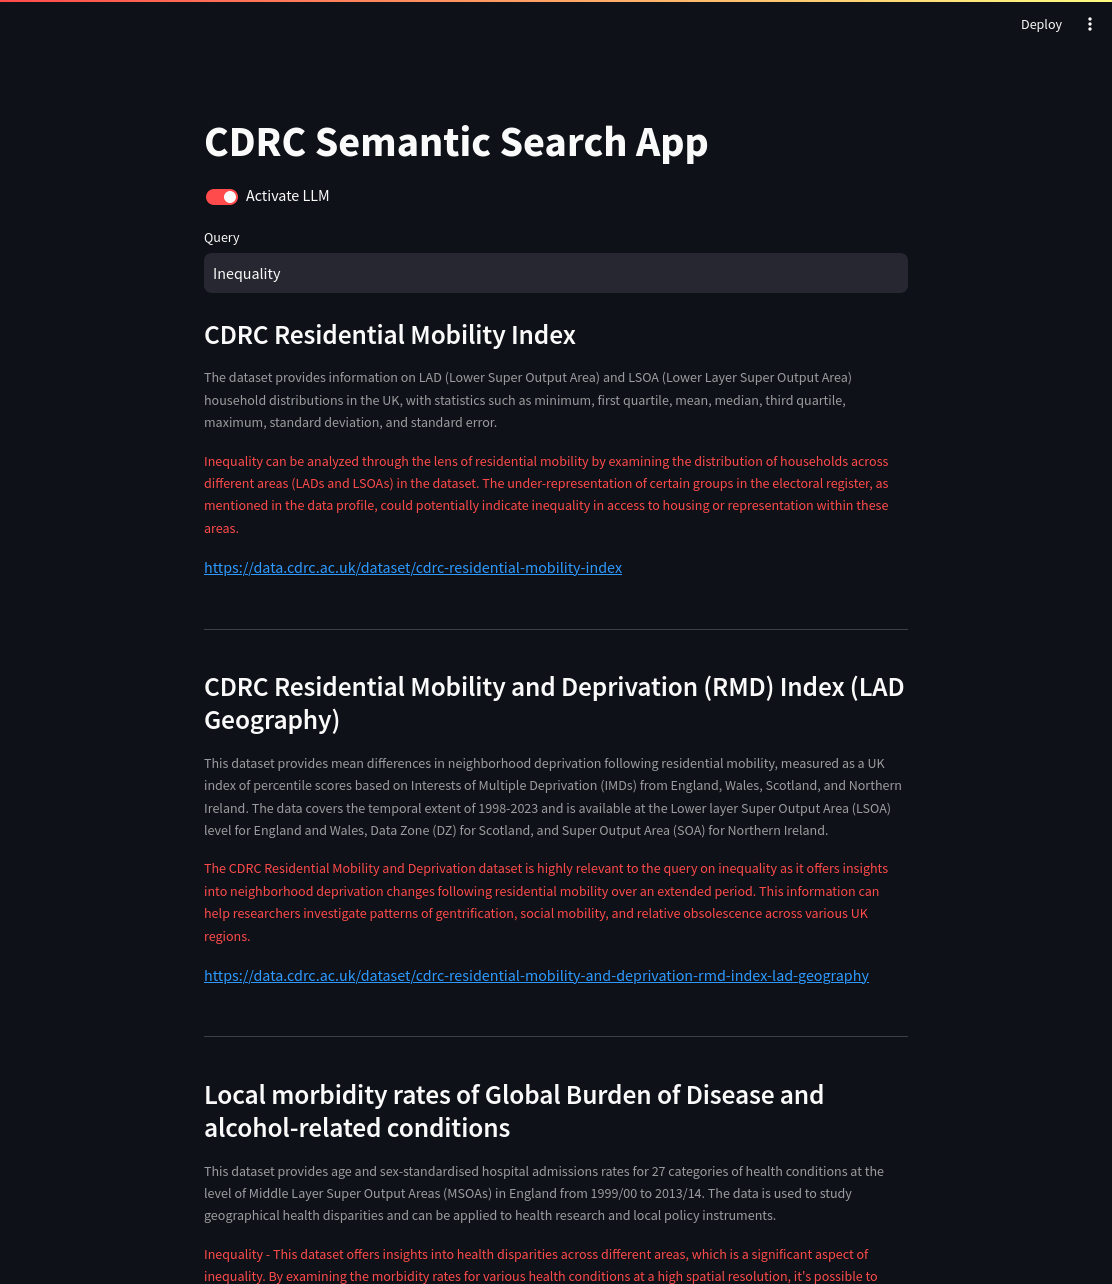 Deploy
CDRC Semantic Search App
Activate LLM
Query
Inequality
CDRC Residential Mobility Index
The dataset provides information on LAD (Lower Super Output Area) and LSOA (Lower Layer Super Output Area)
household distributions in the UK, with statistics such as minimum, first quartile, mean, median, third quartile,
maximum, standard deviation, and standard error.
Inequality can be analyzed through the lens of residential mobility by examining the distribution of households across
different areas (LADs and LSOAs) in the dataset. The under-representation of certain groups in the electoral register, as
mentioned in the data profile, could potentially indicate inequality in access to housing or representation within these
areas.
https://data.cdrc.ac.uk/dataset/cdrc-residential-mobility-index
CDRC Residential Mobility and Deprivation (RMD) Index (LAD
Geography)
This dataset provides mean differences in neighborhood deprivation following residential mobility, measured as a UK
index of percentile scores based on Interests of Multiple Deprivation (IMDs) from England, Wales, Scotland, and Northern
Ireland. The data covers the temporal extent of 1998-2023 and is available at the Lower layer Super Output Area (LSOA)
level for England and Wales, Data Zone (DZ) for Scotland, and Super Output Area (SOA) for Northern Ireland.
The CDRC Residential Mobility and Deprivation dataset is highly relevant to the query on inequality as it offers insights
into neighborhood deprivation changes following residential mobility over an extended period. This information can
help researchers investigate patterns of gentrification, social mobility, and relative obsolescence across various UK
regions.
https://data.cdrc.ac.uk/dataset/cdrc-residential-mobility-and-deprivation-rmd-index-lad-geography
Local morbidity rates of Global Burden of Disease and
alcohol-related conditions
This dataset provides age and sex-standardised hospital admissions rates for 27 categories of health conditions at the
level of Middle Layer Super Output Areas (MSOAs) in England from 1999/00 to 2013/14. The data is used to study
geographical health disparities and can be applied to health research and local policy instruments.
Inequality - This dataset offers insights into health disparities across different areas, which is a significant aspect of
inequality. By examining the morbidity rates for various health conditions at a high spatial resolution, it's possible to